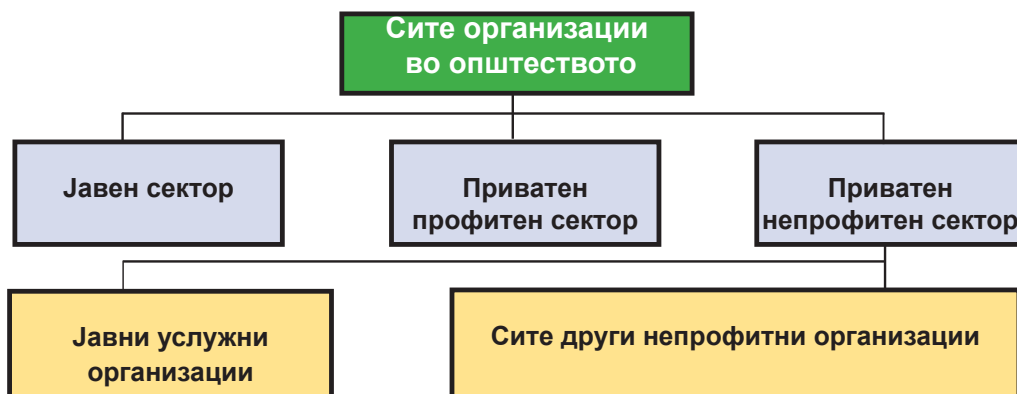 Сите организации
во општеството
Јавен сектор
Приватен
профитен сектор
Приватен
непрофитен сектор
Јавни услужни
организации
Сите други непрофитни организации